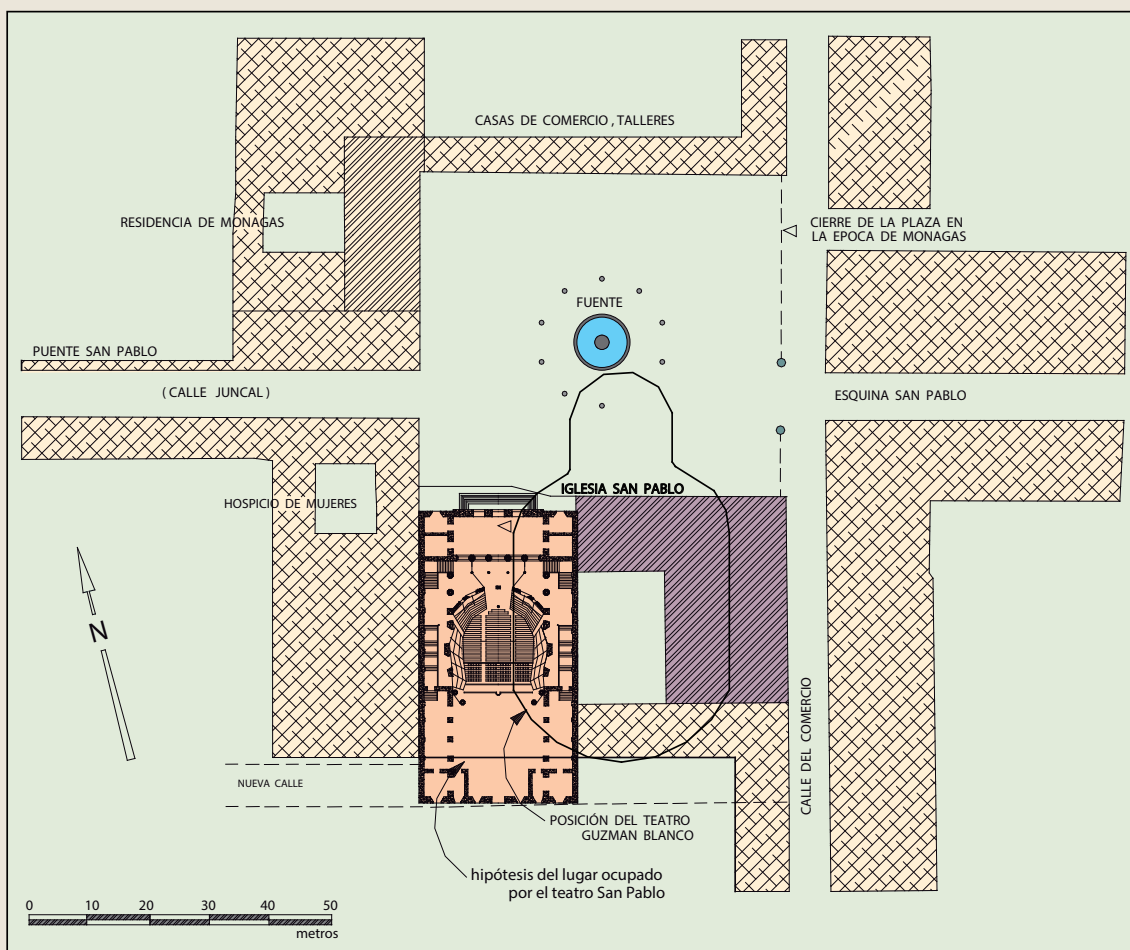 CASAS DE COMERCIO , TALLERES
RESIDENCIA DE MONAGAS
CIERRE DE LA PLAZA EN
LA EPOCA DE MONAGAS
FUENTE
PUENTE SAN PABLO
( CALLE JUNCAL )
ESQUINA SAN PABLO
IGLESIA SAN PABLO
HOSPICIO DE MUJERES
N
CALLE DEL COMERCIO
NUEVA CALLE
POSICIÓN DEL TEATRO
GUZMAN BLANCO
hipótesis del lugar ocupado
por el teatro San Pablo
0 10 20 30 40 50
metros